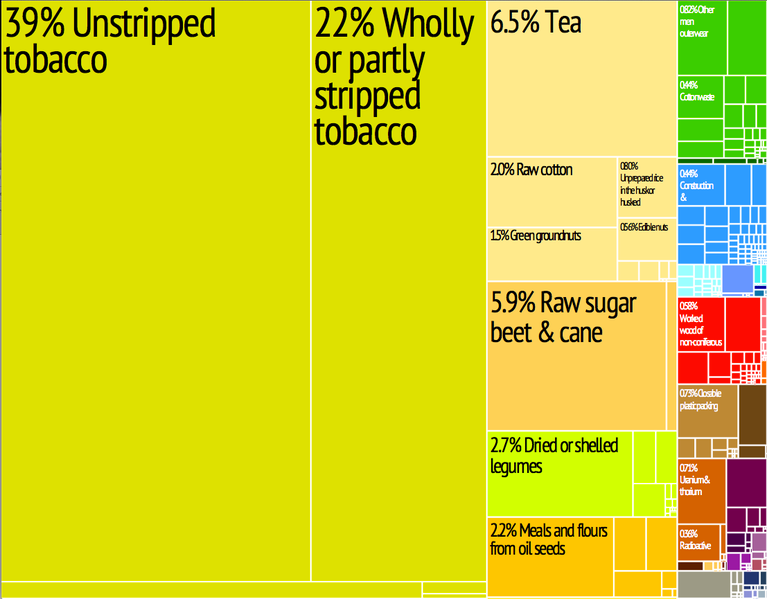 39% Unstripped
tobacco
22% Wholly
or partly
stripped
tobacco
6.5% Tea
2.0% Raw cotton
0.80%
Unprepared rice
in the husk or
husked
1.5% Green groundnuts
0.56% Edible nuts
5.9% Raw sugar
beet & cane
2.7% Dried or shelled
legumes
2.2% Meals and flours
from oil seeds
0.82% Other
men
outerwear
0.44%
Cotton waste
0.44%
Construction
&
0.58%
Worked
wood of
non-coniferous
0.73% Closable
plastic packing
0.71%
Uranium &
thorium
0.36%
Radioactive